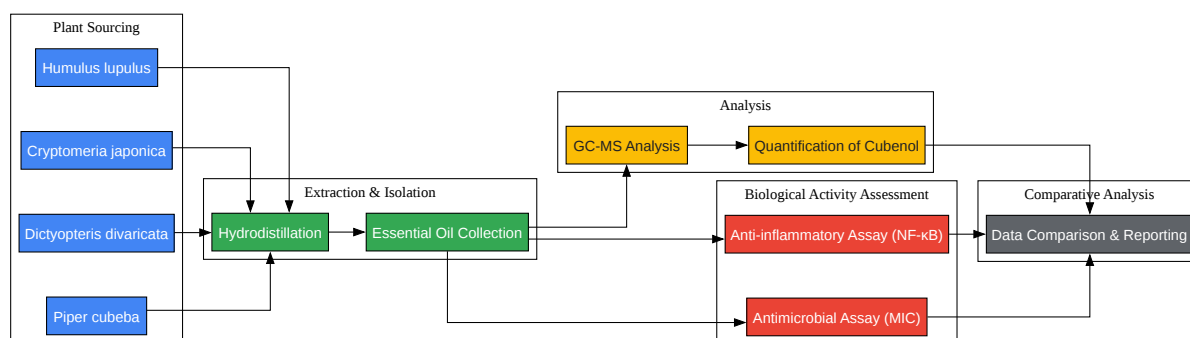 Plant Sourcing
Humulus lupulus
Cryptomeria japonica
Dictyopteris divaricata
Piper cubeba
Extraction & Isolation
Hydrodistillation
Essential Oil Collection
Analysis
GC-MS Analysis
Quantification of Cubenol
Biological Activity Assessment
Anti-inflammatory Assay (NF-κB)
Antimicrobial Assay (MIC)
Comparative Analysis
Data Comparison & Reporting